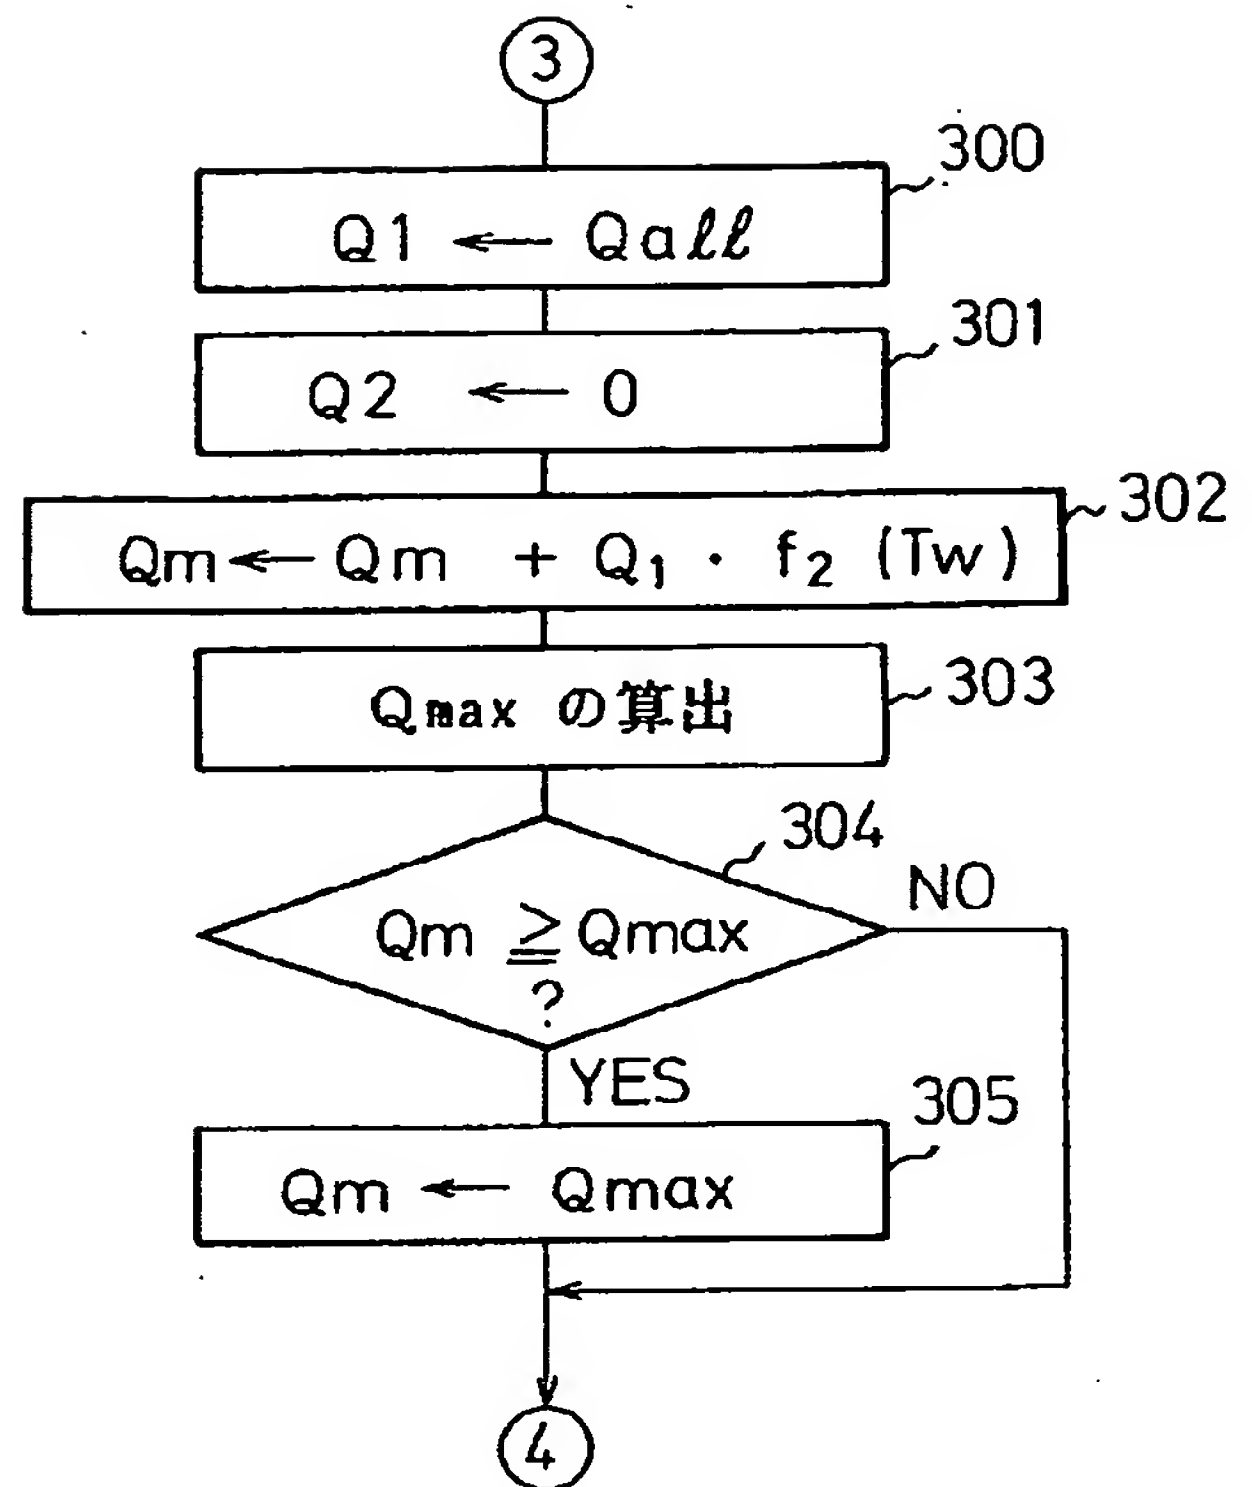 3
300
Q1 ← Qall
301
Q2 ← 0
302
Qm ← Qm + Q₁ · f₂ (Tw)
303
Qmax の算出
304
NO
Qm ≧ Qmax
?
YES
305
Qm ← Qmax
4